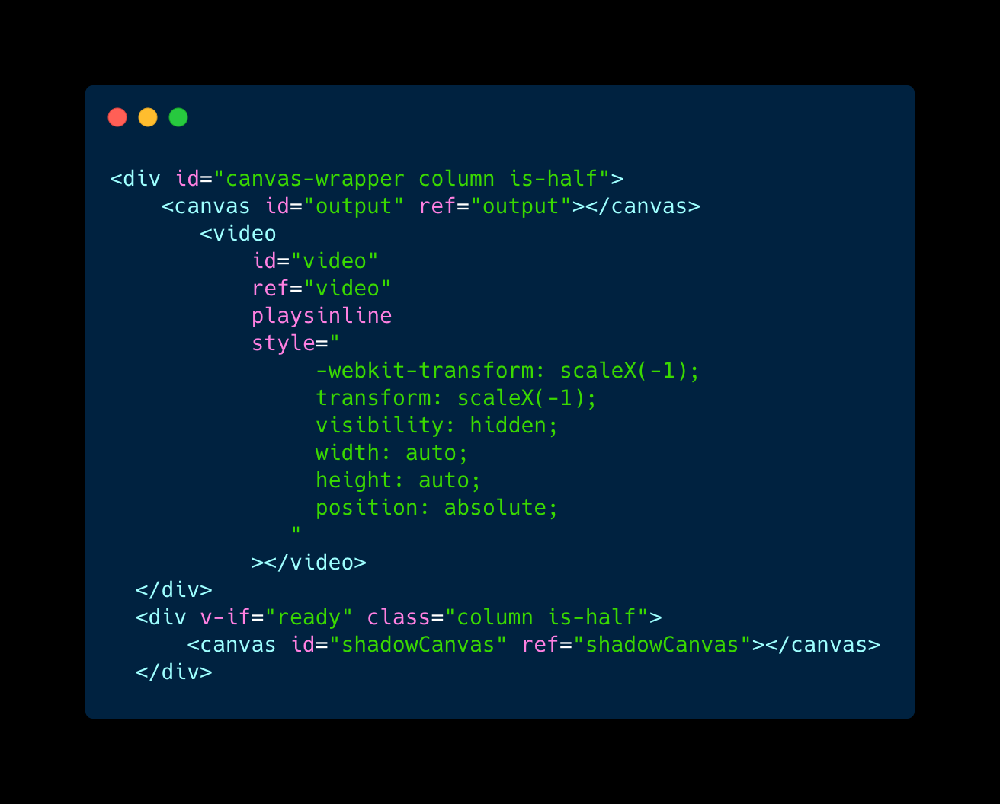 <div id="canvas-wrapper column is-half">
    <canvas id="output" ref="output"></canvas>
       <video
           id="video"
           ref="video"
           playsinline
           style="
                -webkit-transform: scaleX(-1);
                transform: scaleX(-1);
                visibility: hidden;
                width: auto;
                height: auto;
                position: absolute;
              "
           ></video>
  </div>
  <div v-if="ready" class="column is-half">
      <canvas id="shadowCanvas" ref="shadowCanvas"></canvas>
  </div>